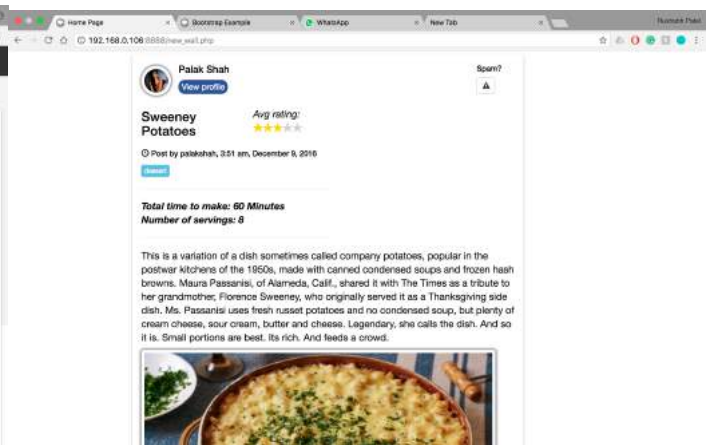 Home Page
Bootstrap Example
WhatsApp
New Tab
192.168.0.106:8888/new_wall.php
Palak Shah
Spam?
View profile
Sweeney
Potatoes
Avg rating:
Post by palakshah, 3:51 am, December 9, 2016
dessert
Total time to make: 60 Minutes
Number of servings: 8
This is a variation of a dish sometimes called company potatoes, popular in the
postwar kitchens of the 1950s, made with canned condensed soups and frozen hash
browns. Maura Passanisi, of Alameda, Calif., shared it with The Times as a tribute to
her grandmother, Florence Sweeney, who originally served it as a Thanksgiving side
dish. Ms. Passanisi uses fresh russet potatoes and no condensed soup, but plenty of
cream cheese, sour cream, butter and cheese. Legendary, she calls the dish. And so
it is. Small portions are best. Its rich. And feeds a crowd.